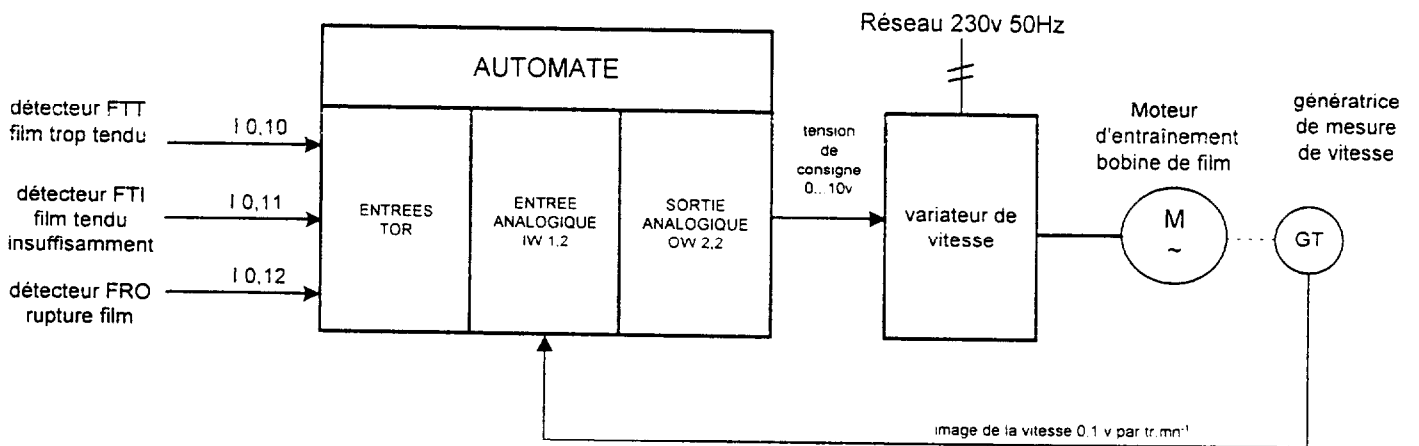 Réseau 230v 50Hz
AUTOMATE
détecteur FTT
film trop tendu
I 0,10
détecteur FTI
film tendu
insuffisamment
I 0,11
détecteur FRO
rupture film
I 0,12
ENTREES
TOR
ENTREE
ANALOGIQUE
IW 1,2
SORTIE
ANALOGIQUE
OW 2,2
tension
de
consigne
0...10v
variateur de
vitesse
Moteur
d'entraînement
bobine de film
M
~
génératrice
de mesure
de vitesse
GT
image de la vitesse 0.1 v par tr.mn⁻¹